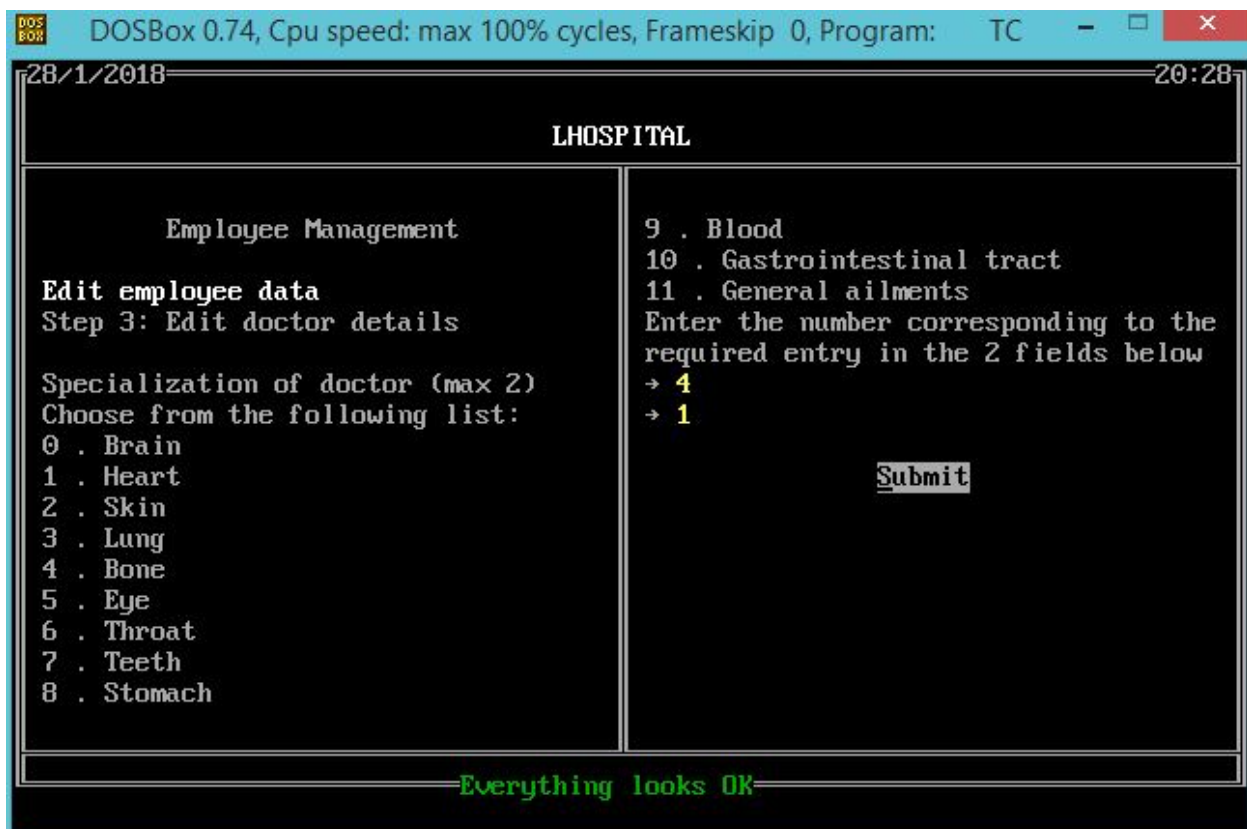 DOS BOX
DOSBox 0.74, Cpu speed: max 100% cycles, Frameskip 0, Program: TC
28/1/2018 20:28
LHOSPITAL
Employee Management
Edit employee data
Step 3: Edit doctor details
Specialization of doctor (max 2)
Choose from the following list:
0 . Brain
1 . Heart
2 . Skin
3 . Lung
4 . Bone
5 . Eye
6 . Throat
7 . Teeth
8 . Stomach
9 . Blood
10 . Gastrointestinal tract
11 . General ailments
Enter the number corresponding to the
required entry in the 2 fields below
→ 4
→ 1
Submit
Everything looks OK